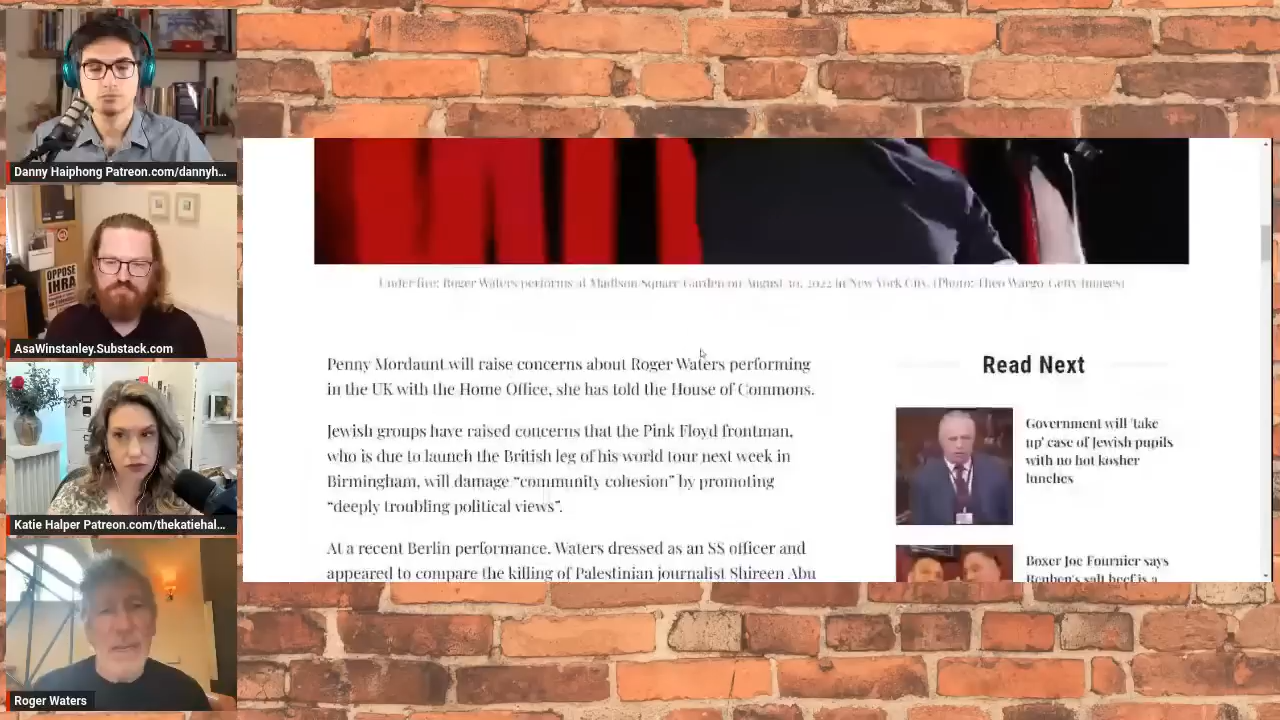 Danny Haiphong Patreon.com/dannyh...
OPPOSE
IHRA
AsaWinstanley.Substack.com
Katie Halper Patreon.com/thekatiehal...
Roger Waters
Under fire: Roger Waters performs at Madison Square Garden on August 30, 2022 in New York City. (Photo: Theo Wargo/Getty Images)
Penny Mordaunt will raise concerns about Roger Waters performing
in the UK with the Home Office, she has told the House of Commons.
Jewish groups have raised concerns that the Pink Floyd frontman,
who is due to launch the British leg of his world tour next week in
Birmingham, will damage “community cohesion” by promoting
“deeply troubling political views”.
At a recent Berlin performance. Waters dressed as an SS officer and
appeared to compare the killing of Palestinian journalist Shireen Abu
Read Next
Government will 'take
up' case of Jewish pupils
with no hot kosher
lunches
Boxer Joe Fournier says
Reuben's salt beef is a